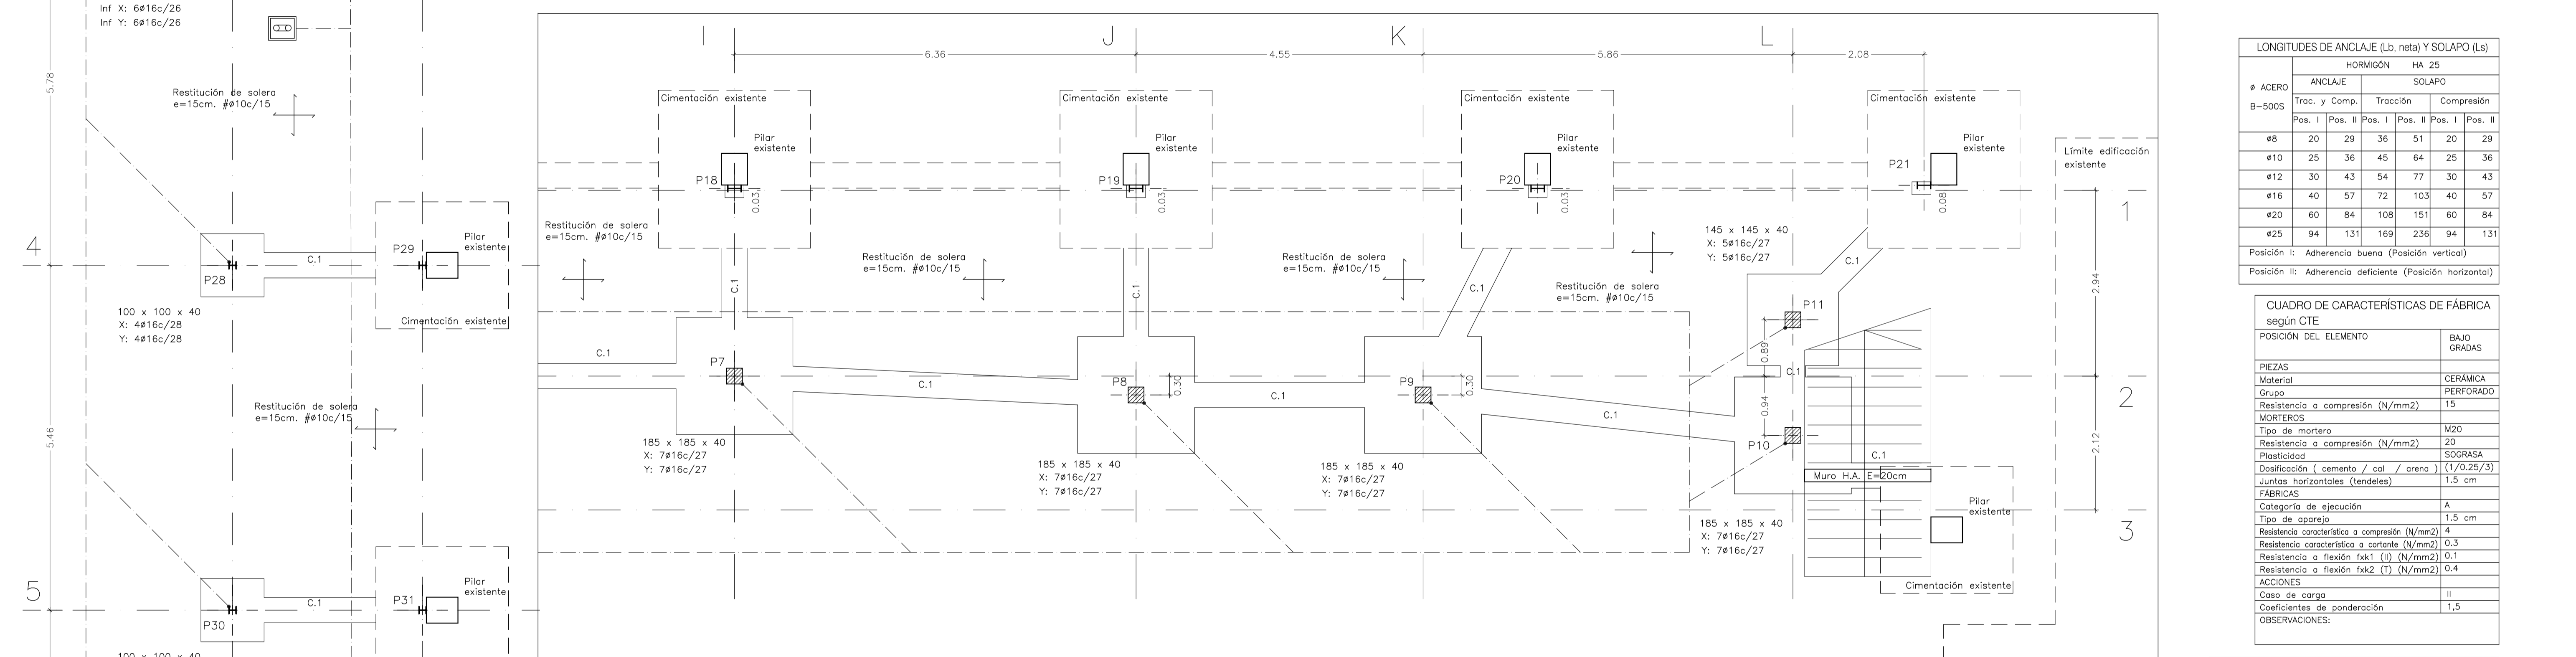 Inf X: 6ø16c/26
Inf Y: 6ø16c/26
5.78
Restitución de solera
e=15cm. #ø10c/15
4
P28
C.1
P29
Pilar
existente
Cimentación existente
100 x 100 x 40
X: 4ø16c/28
Y: 4ø16c/28
5.46
Restitución de solera
e=15cm. #ø10c/15
5
P30
C.1
P31
Pilar
existente
100 x 100 x 40
I
J
K
L
6.36
4.55
5.86
2.08
Cimentación existente
Cimentación existente
Cimentación existente
Cimentación existente
Pilar
existente
Pilar
existente
Pilar
existente
Pilar
existente
P18
0.03
P19
0.03
P20
0.03
P21
0.08
Límite edificación
existente
1
Restitución de solera
e=15cm. #ø10c/15
C.1
Restitución de solera
e=15cm. #ø10c/15
C.1
Restitución de solera
e=15cm. #ø10c/15
C.1
Restitución de solera
e=15cm. #ø10c/15
145 x 145 x 40
X: 5ø16c/27
Y: 5ø16c/27
C.1
2.94
P11
0.89
C.1
P7
C.1
P8
0.30
C.1
P9
0.30
C.1
C.1
0.94
P10
C.1
2
2.12
Muro H.A. E=20cm
185 x 185 x 40
X: 7ø16c/27
Y: 7ø16c/27
185 x 185 x 40
X: 7ø16c/27
Y: 7ø16c/27
185 x 185 x 40
X: 7ø16c/27
Y: 7ø16c/27
185 x 185 x 40
X: 7ø16c/27
Y: 7ø16c/27
Pilar
existente
3
Cimentación existente
LONGITUDES DE ANCLAJE (Lb, neta) Y SOLAPO (Ls)
HORMIGÓN HA 25
ø ACERO
B-500S
ANCLAJE SOLAPO
Trac. y Comp. Tracción Compresión
Pos. I Pos. II Pos. I Pos. II Pos. I Pos. II
ø8 20 29 36 51 20 29
ø10 25 36 45 64 25 36
ø12 30 43 54 77 30 43
ø16 40 57 72 103 40 57
ø20 60 84 108 151 60 84
ø25 94 131 169 236 94 131
Posición I: Adherencia buena (Posición vertical)
Posición II: Adherencia deficiente (Posición horizontal)
CUADRO DE CARACTERÍSTICAS DE FÁBRICA
según CTE
POSICIÓN DEL ELEMENTO BAJO
GRADAS
PIEZAS
Material CERÁMICA
Grupo PERFORADO
Resistencia a compresión (N/mm2) 15
MORTEROS
Tipo de mortero M20
Resistencia a compresión (N/mm2) 20
Plasticidad SOGRASA
Dosificación ( cemento / cal / arena ) (1/0.25/3)
Juntas horizontales (tendeles) 1.5 cm
FÁBRICAS
Categoría de ejecución A
Tipo de aparejo 1.5 cm
Resistencia característica a compresión (N/mm2) 4
Resistencia característica a cortante (N/mm2) 0.3
Resistencia a flexión fxk1 (II) (N/mm2) 0.1
Resistencia a flexión fxk2 (T) (N/mm2) 0.4
ACCIONES
Caso de carga II
Coeficientes de ponderación 1,5
OBSERVACIONES: